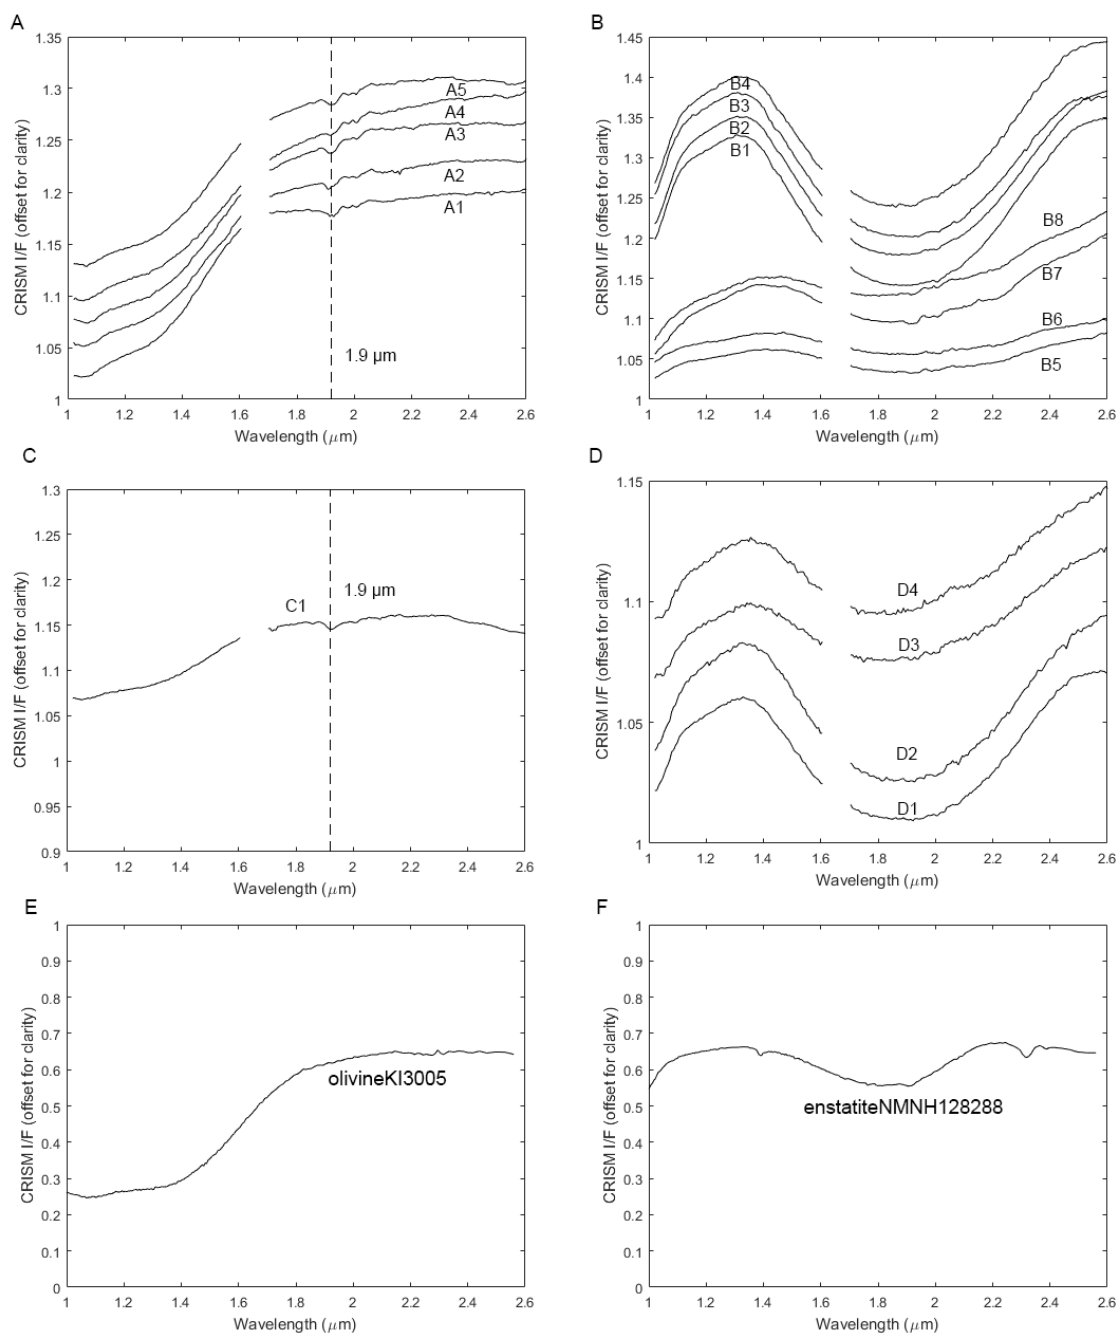 A
1.35
1.3
1.25
1.2
1.15
1.1
1.05
1
CRISM I/F (offset for clarity)
A5
A4
A3
A2
A1
1.9 µm
1 1.2 1.4 1.6 1.8 2 2.2 2.4 2.6
Wavelength (μm)
B
1.45
1.4
1.35
1.3
1.25
1.2
1.15
1.1
1.05
1
CRISM I/F (offset for clarity)
B4
B3
B2
B1
B8
B7
B6
B5
1 1.2 1.4 1.6 1.8 2 2.2 2.4 2.6
Wavelength (μm)
C
1.3
1.25
1.2
1.15
1.1
1.05
1
0.95
0.9
CRISM I/F (offset for clarity)
1.9 µm
C1
1 1.2 1.4 1.6 1.8 2 2.2 2.4 2.6
Wavelength (μm)
D
1.15
1.1
1.05
1
CRISM I/F (offset for clarity)
D4
D3
D2
D1
1 1.2 1.4 1.6 1.8 2 2.2 2.4 2.6
Wavelength (μm)
E
1
0.9
0.8
0.7
0.6
0.5
0.4
0.3
0.2
0.1
0
CRISM I/F (offset for clarity)
olivineKI3005
1 1.2 1.4 1.6 1.8 2 2.2 2.4 2.6
Wavelength (μm)
F
1
0.9
0.8
0.7
0.6
0.5
0.4
0.3
0.2
0.1
0
CRISM I/F (offset for clarity)
enstatiteNMNH128288
1 1.2 1.4 1.6 1.8 2 2.2 2.4 2.6
Wavelength (μm)